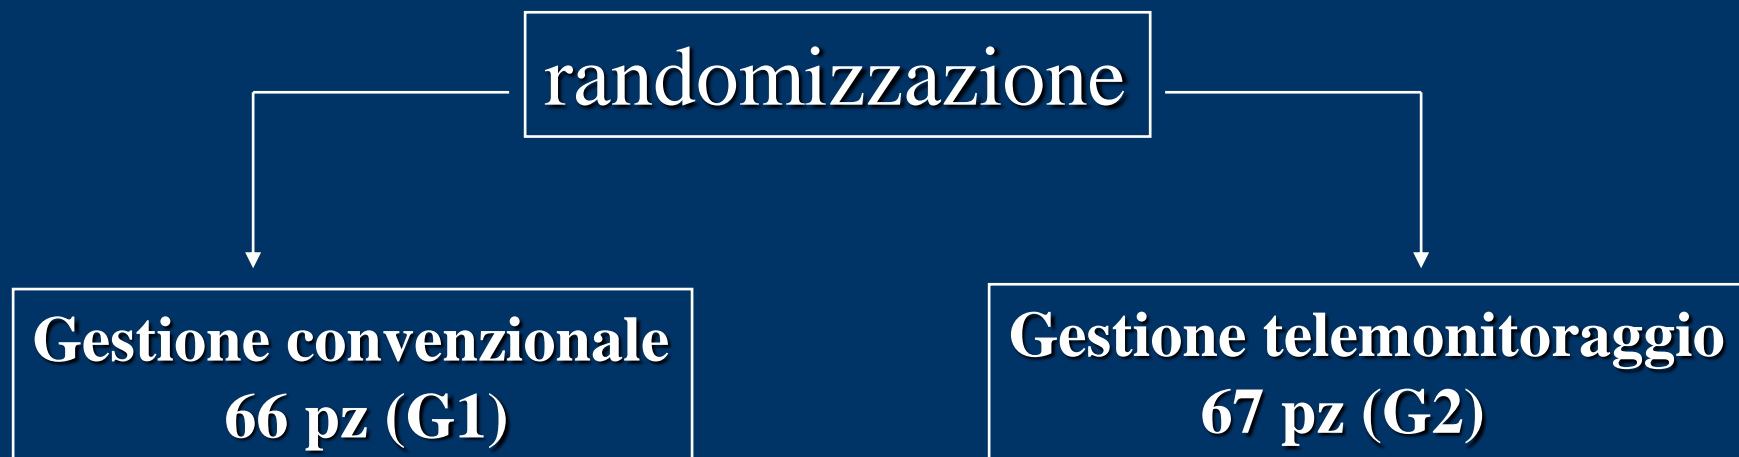 randomizzazione
Gestione convenzionale
66 pz (G1)
Gestione telemonitoraggio
67 pz (G2)